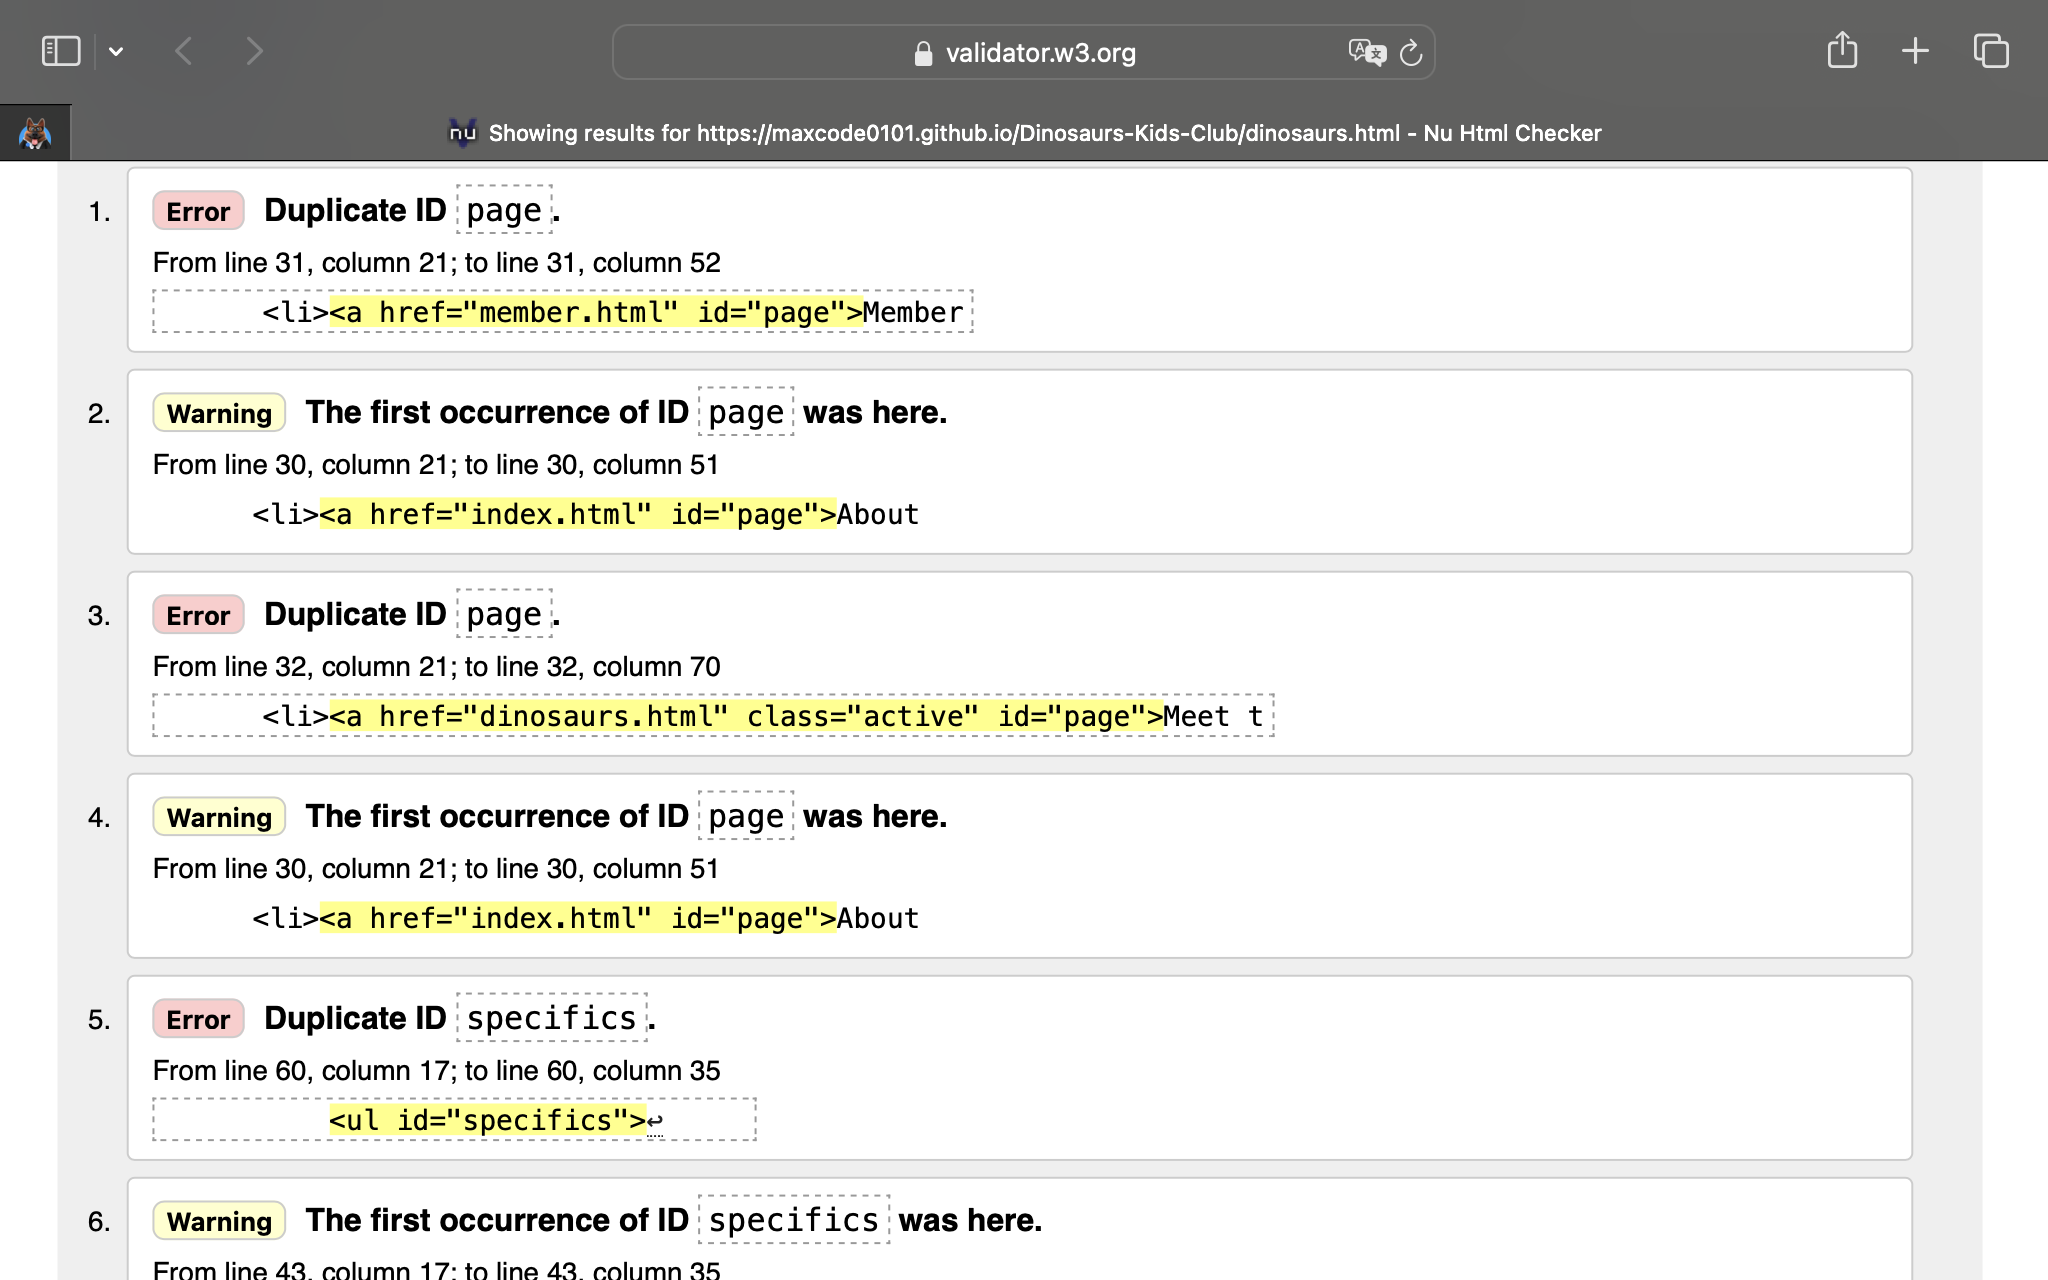 validator.w3.org
nu Showing results for https://maxcode0101.github.io/Dinosaurs-Kids-Club/dinosaurs.html - Nu Html Checker
1. Error Duplicate ID page.
From line 31, column 21; to line 31, column 52
<li><a href="member.html" id="page">Member
2. Warning The first occurrence of ID page was here.
From line 30, column 21; to line 30, column 51
<li><a href="index.html" id="page">About
3. Error Duplicate ID page.
From line 32, column 21; to line 32, column 70
<li><a href="dinosaurs.html" class="active" id="page">Meet t
4. Warning The first occurrence of ID page was here.
From line 30, column 21; to line 30, column 51
<li><a href="index.html" id="page">About
5. Error Duplicate ID specifics.
From line 60, column 17; to line 60, column 35
<ul id="specifics">↩
6. Warning The first occurrence of ID specifics was here.
From line 43, column 17; to line 43, column 35